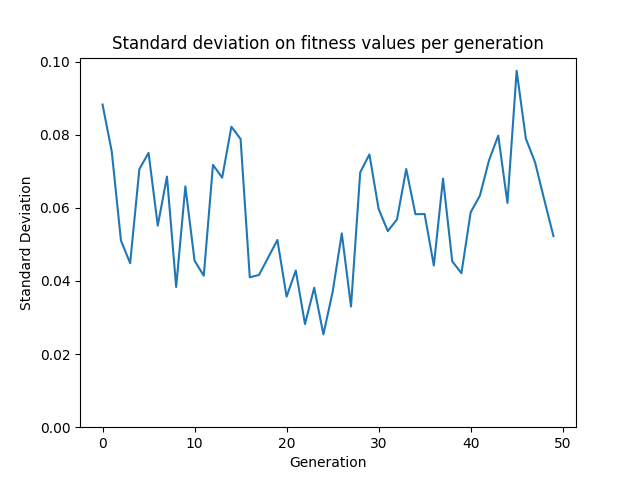 Standard deviation on fitness values per generation
0.10
0.08
0.06
0.04
0.02
0.00
Standard Deviation
0 10 20 30 40 50
Generation